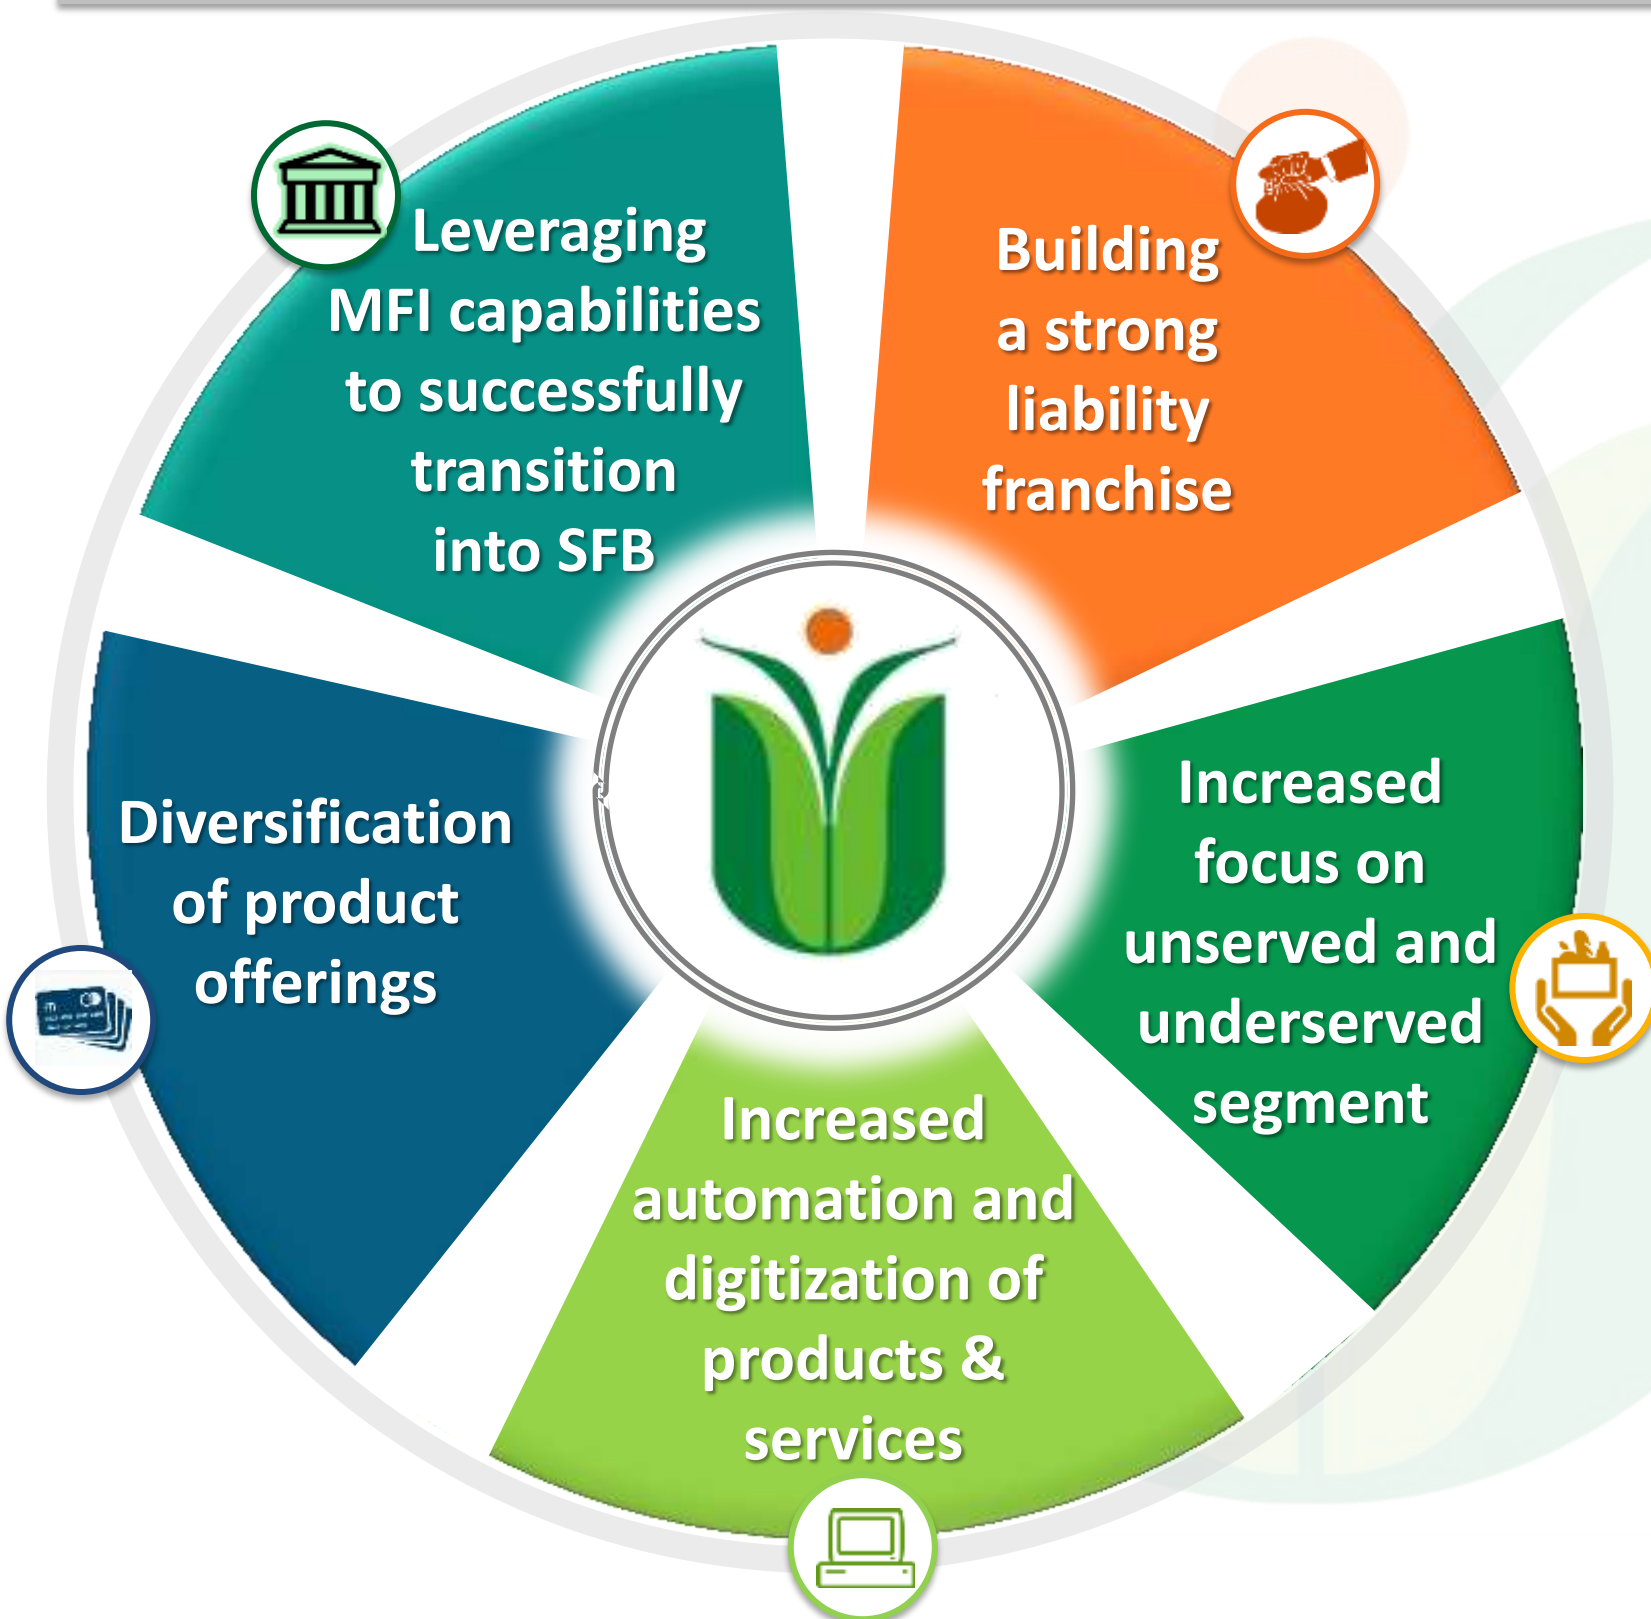 Leveraging
MFI capabilities
to successfully
transition
into SFB
Building
a strong
liability
franchise
Increased
focus on
unserved and
underserved
segment
Increased
automation and
digitization of
products &
services
Diversification
of product
offerings